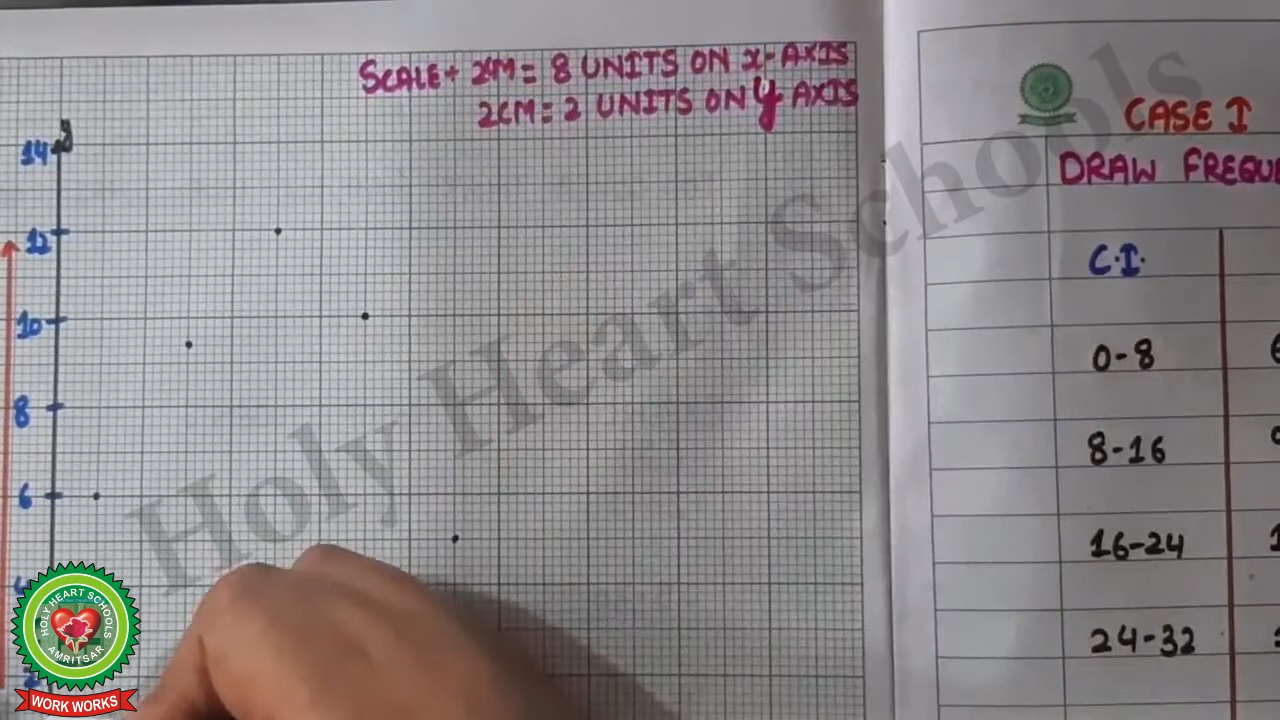 SCALE+ 2CM = 8 UNITS ON x-AXIS
2CM = 2 UNITS ON y AXIS
y
14
12
10
8
6
CASE I
DRAW FREQUE
C.I.
0-8
8-16
16-24
24-32
Holy Heart Schools
HOLY HEART SCHOOLS
AMRITSAR
WORK WORKS